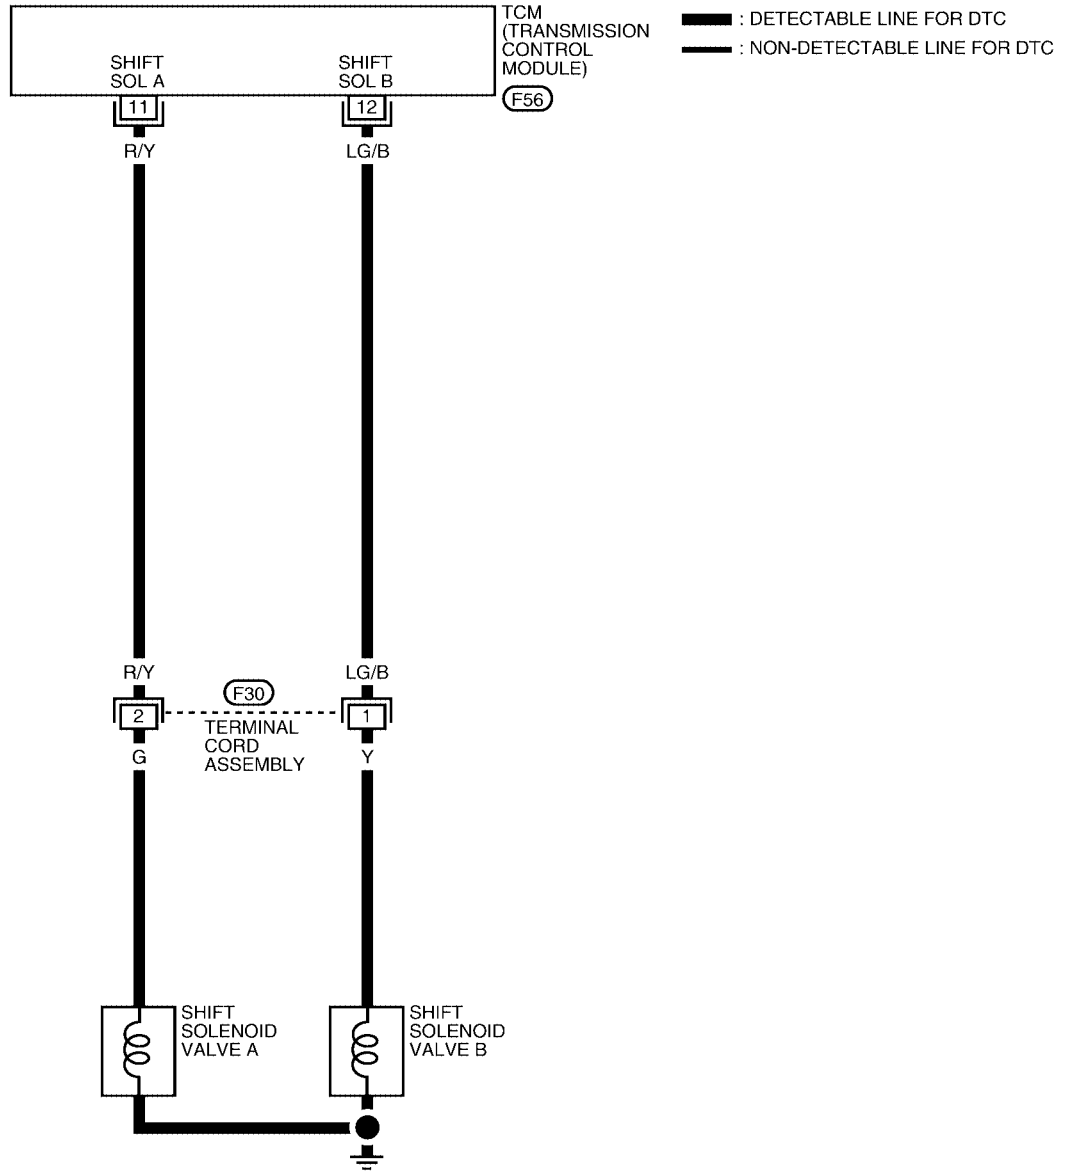 TCM
(TRANSMISSION
CONTROL
MODULE)
F56
: DETECTABLE LINE FOR DTC
: NON-DETECTABLE LINE FOR DTC
SHIFT
SOL A
SHIFT
SOL B
11
12
R/Y
LG/B
R/Y
LG/B
F30
2
1
TERMINAL
CORD
ASSEMBLY
G
Y
SHIFT
SOLENOID
VALVE A
SHIFT
SOLENOID
VALVE B